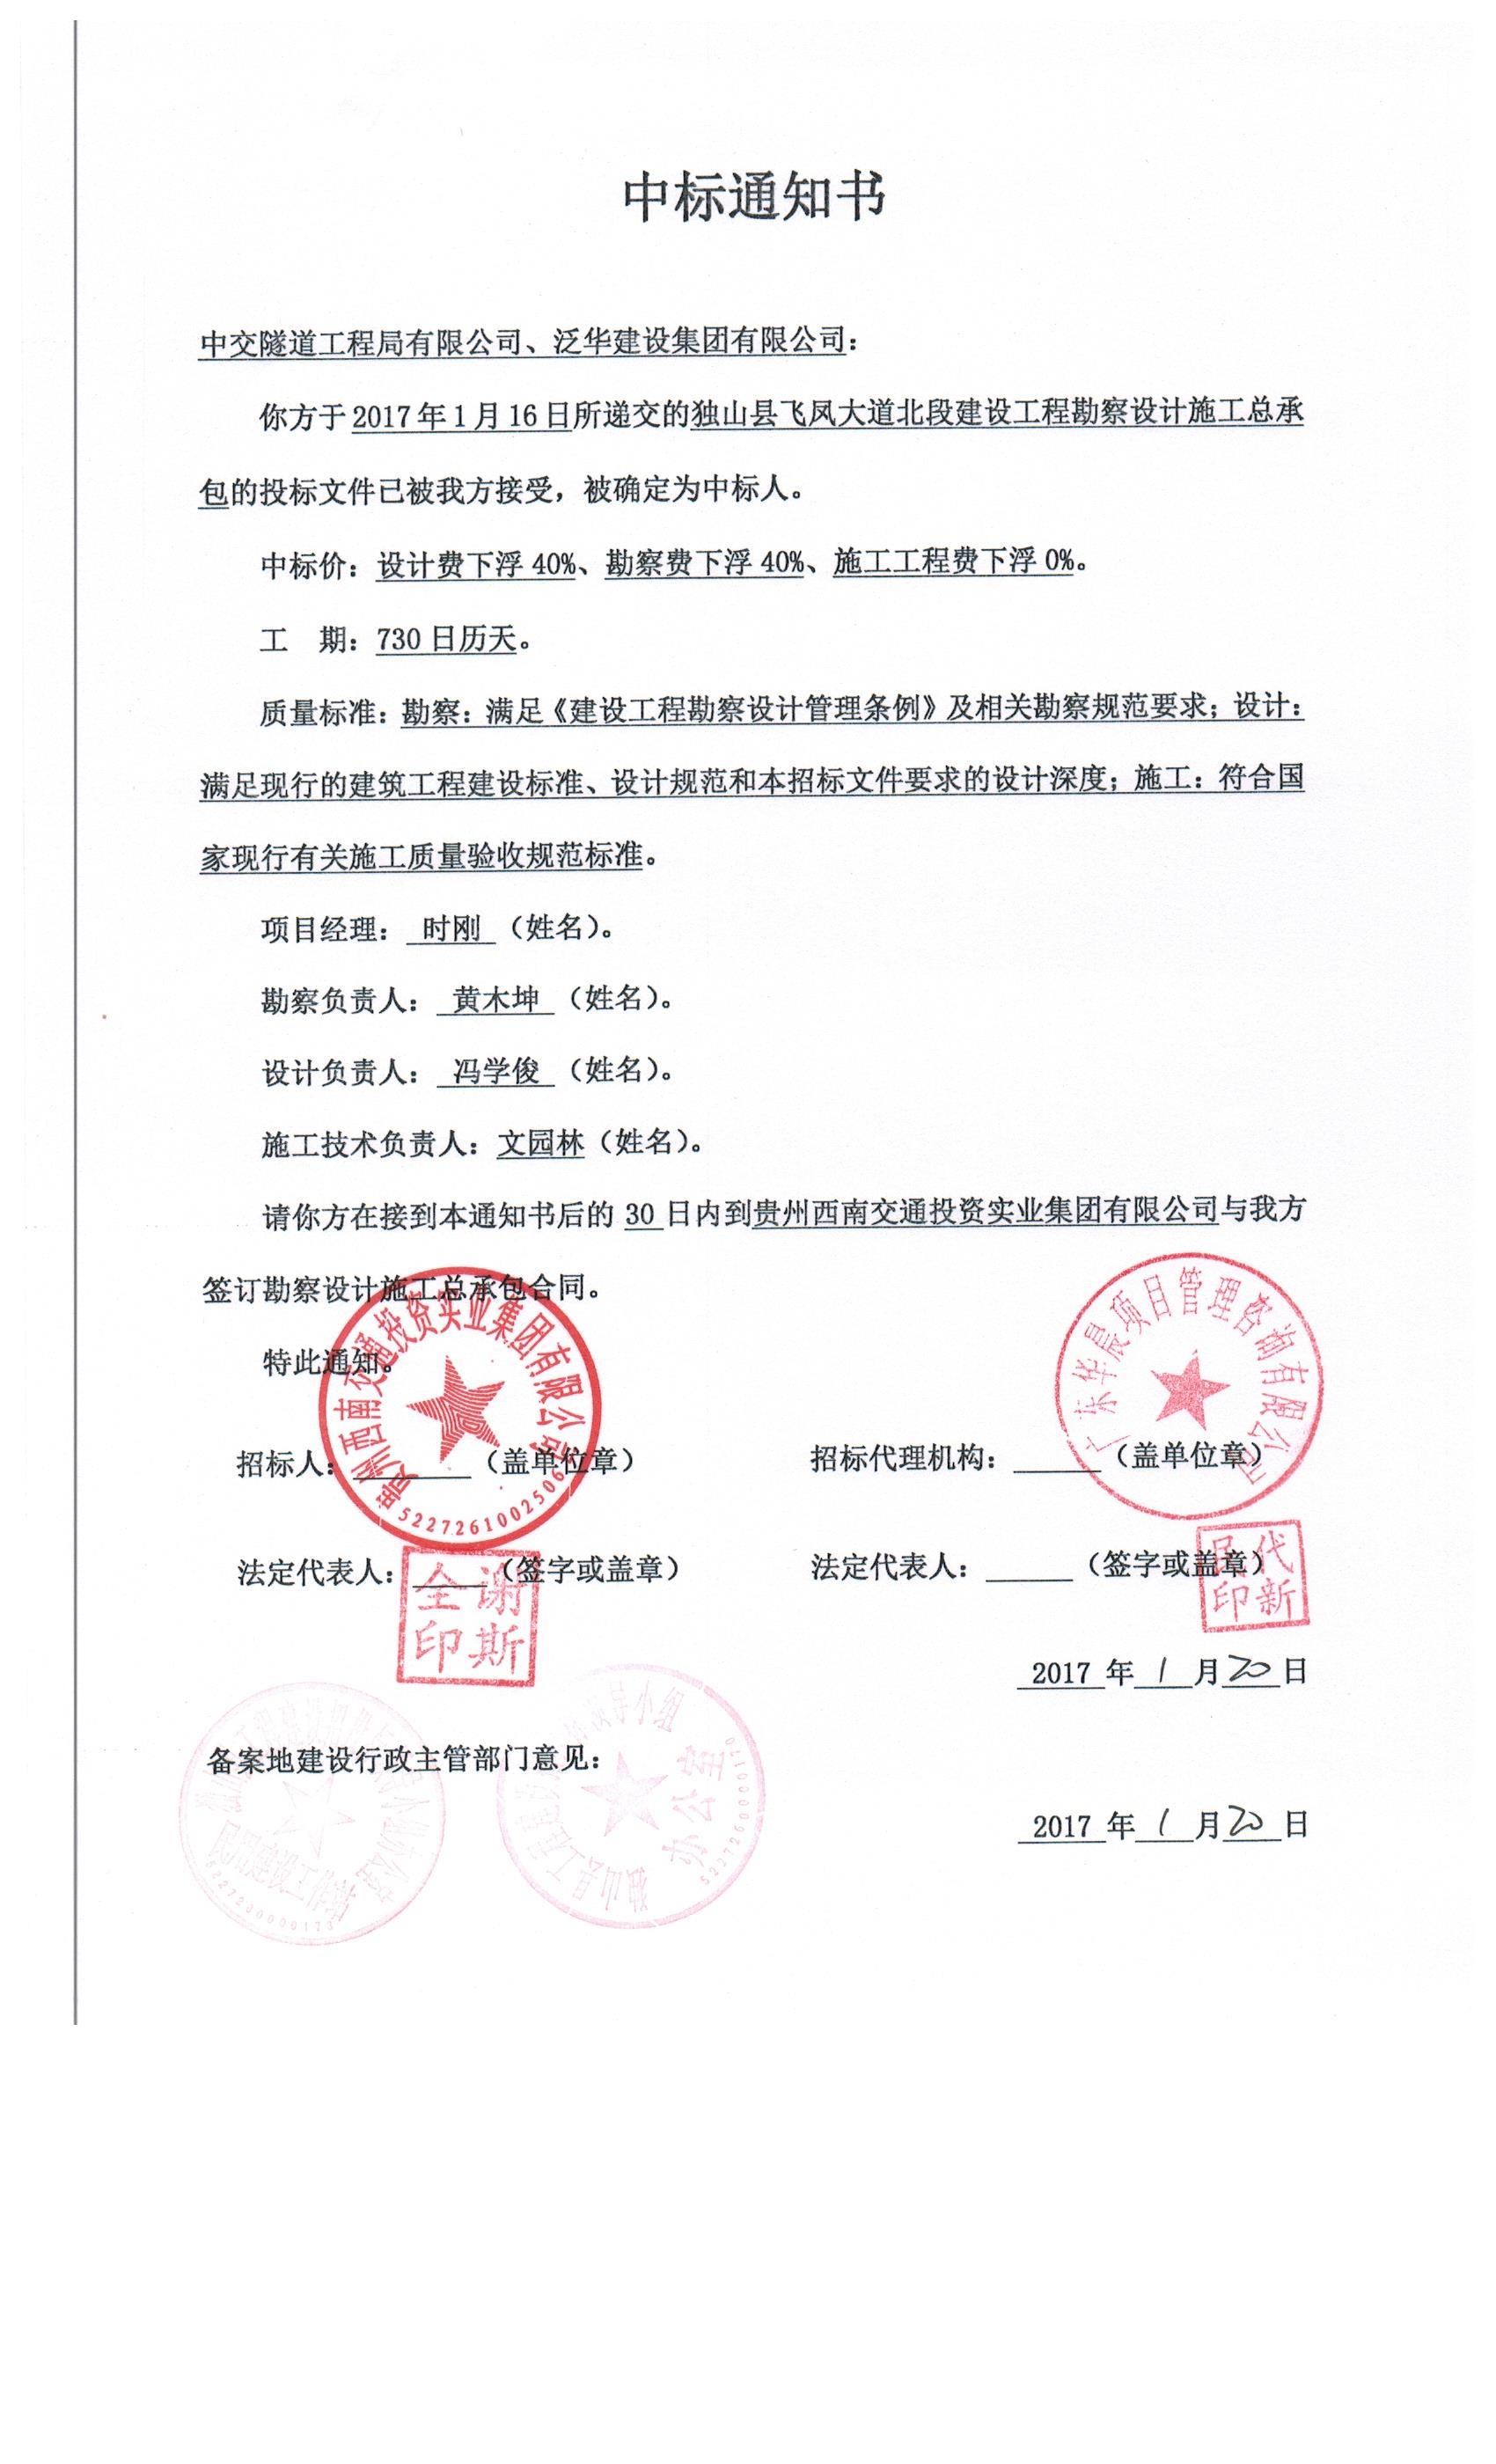 中标通知书
中交隧道工程局有限公司、泛华建设集团有限公司：
你方于2017年1月16日所递交的独山县飞凤大道北段建设工程勘察设计施工总承
包的投标文件已被我方接受，被确定为中标人。
中标价：设计费下浮40%、勘察费下浮40%、施工工程费下浮0%。
工 期：730日历天。
质量标准：勘察：满足《建设工程勘察设计管理条例》及相关勘察规范要求；设计：
满足现行的建筑工程建设标准、设计规范和本招标文件要求的设计深度；施工：符合国
家现行有关施工质量验收规范标准。
项目经理： 时刚 （姓名）。
勘察负责人： 黄木坤 （姓名）。
设计负责人： 冯学俊 （姓名）。
施工技术负责人：文园林（姓名）。
请你方在接到本通知书后的 30 日内到贵州西南交通投资实业集团有限公司与我方
签订勘察设计施工总承包合同。
特此通知。
贵州西南交通投资实业集团有限公司
5227261002506
广东华晨项目管理咨询有限公司
招标人：（盖单位章） 招标代理机构：（盖单位章）
法定代表人：（签字或盖章） 法定代表人：（签字或盖章）
谢斯全印
代新民印
2017 年 1 月 20 日
备案地建设行政主管部门意见：
领导小组
办公室
2017 年 1 月 20 日